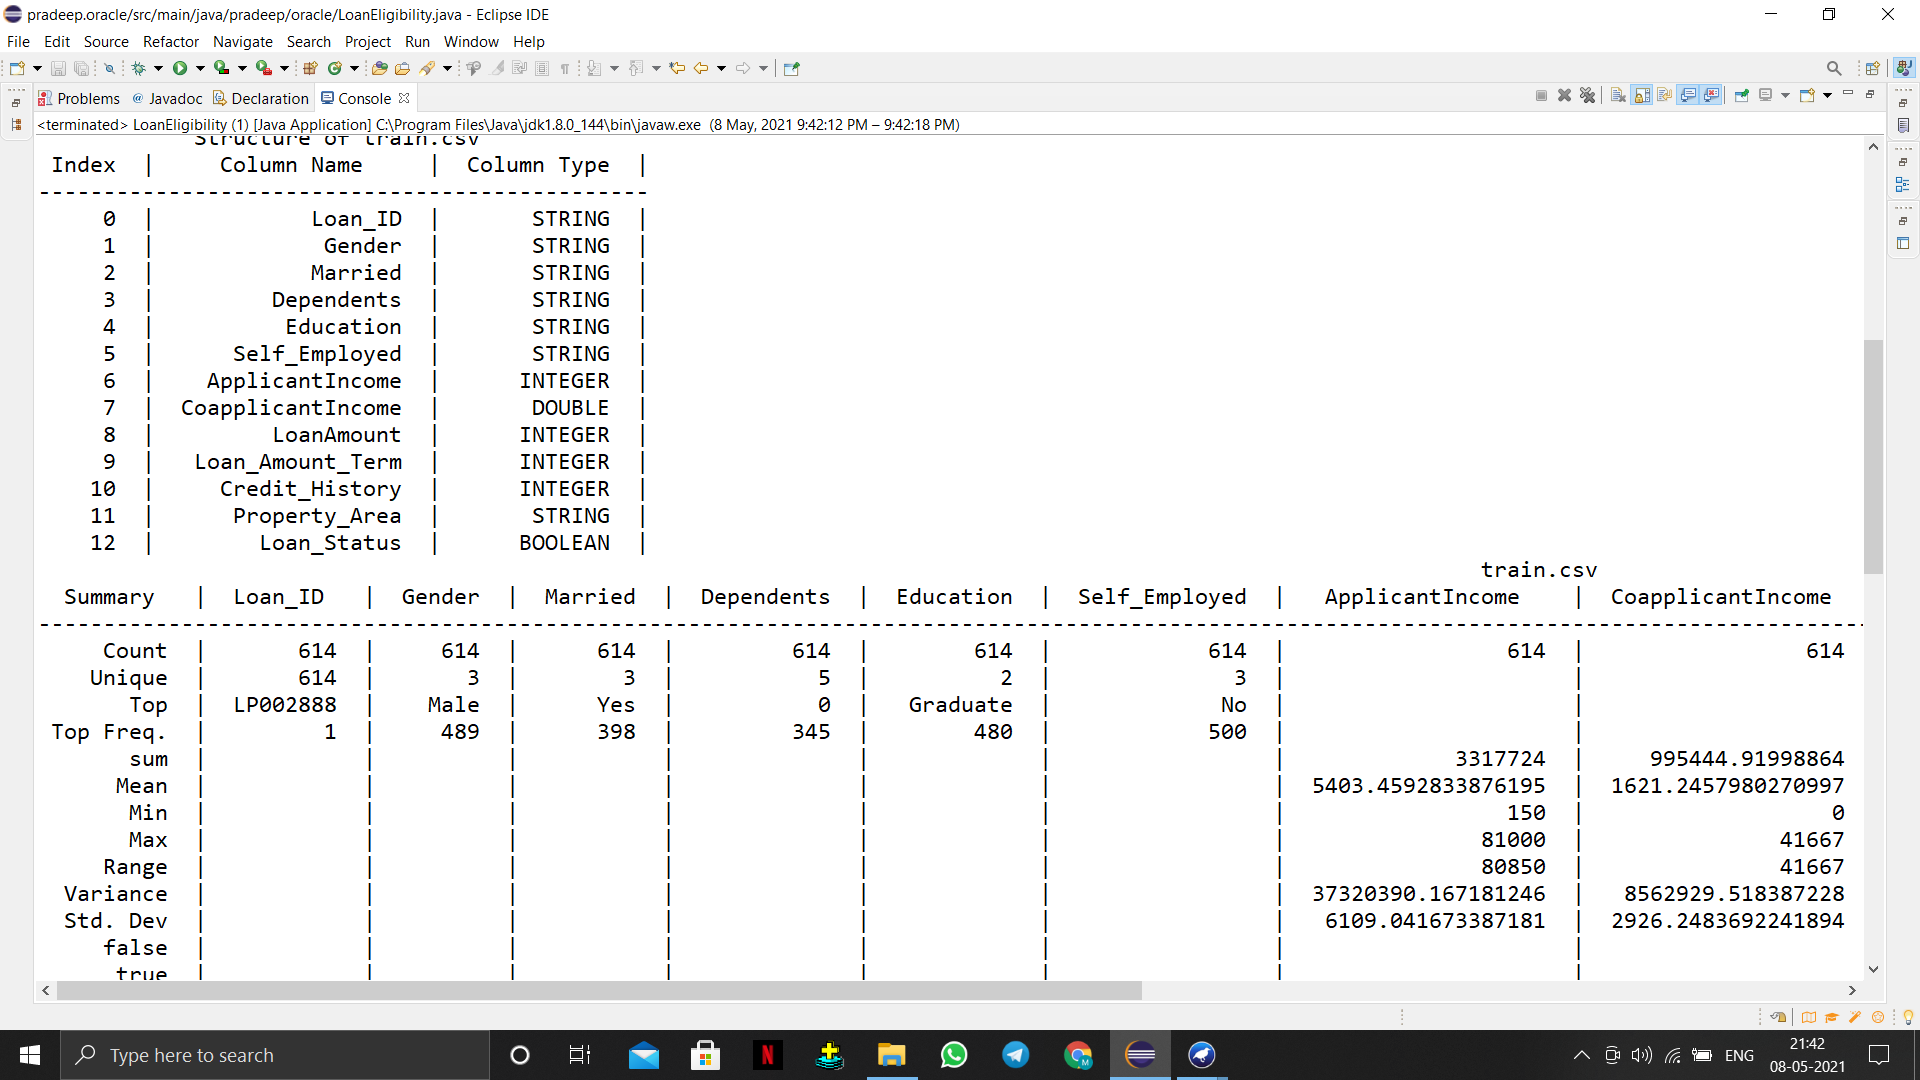 pradeep.oracle/src/main/java/pradeep/oracle/LoanEligibility.java - Eclipse IDE
File Edit Source Refactor Navigate Search Project Run Window Help
Problems @ Javadoc Declaration Console
<terminated> LoanEligibility (1) [Java Application] C:\Program Files\Java\jdk1.8.0_144\bin\javaw.exe (8 May, 2021 9:42:12 PM – 9:42:18 PM)
Structure of train.csv
Index | Column Name | Column Type |
-----------------------------------------------
0 | Loan_ID | STRING |
1 | Gender | STRING |
2 | Married | STRING |
3 | Dependents | STRING |
4 | Education | STRING |
5 | Self_Employed | STRING |
6 | ApplicantIncome | INTEGER |
7 | CoapplicantIncome | DOUBLE |
8 | LoanAmount | INTEGER |
9 | Loan_Amount_Term | INTEGER |
10 | Credit_History | INTEGER |
11 | Property_Area | STRING |
12 | Loan_Status | BOOLEAN |
train.csv
Summary | Loan_ID | Gender | Married | Dependents | Education | Self_Employed | ApplicantIncome | CoapplicantIncome
--------------------------------------------------------------------------------------------------------------------------------------------
Count | 614 | 614 | 614 | 614 | 614 | 614 | 614 | 614
Unique | 614 | 3 | 3 | 5 | 2 | 3 | |
Top | LP002888 | Male | Yes | 0 | Graduate | No | |
Top Freq. | 1 | 489 | 398 | 345 | 480 | 500 | |
sum | | | | | | | 3317724 | 995444.91998864
Mean | | | | | | | 5403.4592833876195 | 1621.2457980270997
Min | | | | | | | 150 | 0
Max | | | | | | | 81000 | 41667
Range | | | | | | | 80850 | 41667
Variance | | | | | | | 37320390.167181246 | 8562929.518387228
Std. Dev | | | | | | | 6109.041673387181 | 2926.2483692241894
false | | | | | | | |
true | | | | | | | |
Type here to search
ENG
21:42
08-05-2021